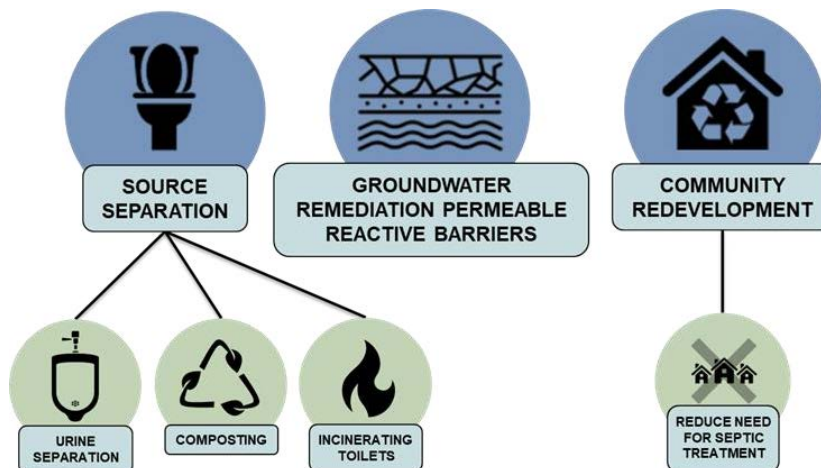 SOURCE
SEPARATION
GROUNDWATER
REMEDIATION PERMEABLE
REACTIVE BARRIERS
COMMUNITY
REDEVELOPMENT
URINE
SEPARATION
COMPOSTING
INCINERATING
TOILETS
REDUCE NEED
FOR SEPTIC
TREATMENT